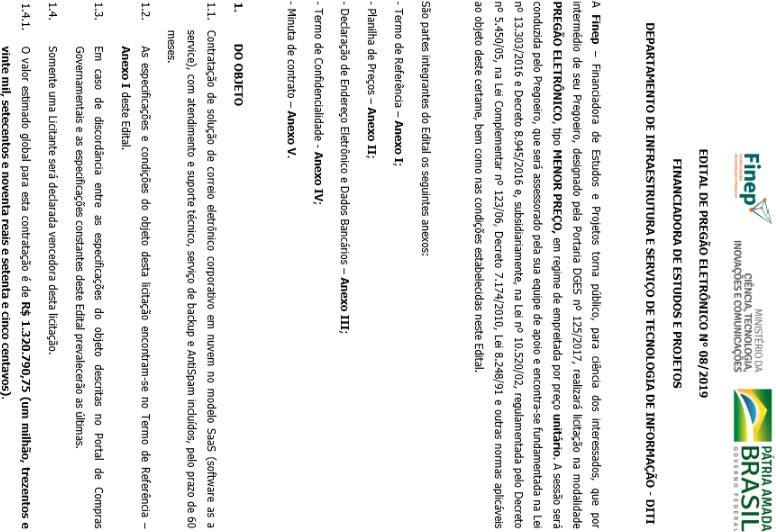 Finep
FINANCIADORA DE ESTUDOS E PROJETOS
MINISTÉRIO DA
CIÊNCIA, TECNOLOGIA,
INOVAÇÕES E COMUNICAÇÕES
PÁTRIA AMADA
BRASIL
GOVERNO FEDERAL
EDITAL DE PREGÃO ELETRÔNICO Nº 08/2019
DEPARTAMENTO DE INFRAESTRUTURA E SERVIÇO DE TECNOLOGIA DE INFORMAÇÃO - DITI
A Finep – Financiadora de Estudos e Projetos torna público, para ciência dos interessados, que por
intermédio de seu Pregoeiro, designado pela Portaria DGES nº 125/2017, realizará licitação na modalidade
PREGÃO ELETRÔNICO, tipo MENOR PREÇO, em regime de empreitada por preço unitário. A sessão será
conduzida pelo Pregoeiro, que será assessorado pela sua equipe de apoio e encontra-se fundamentada na Lei
nº 13.303/2016 e Decreto 8.945/2016 e, subsidiariamente, na Lei nº 10.520/02, regulamentada pelo Decreto
nº 5.450/05, na Lei Complementar nº 123/06, Decreto 7.174/2010, Lei 8.248/91 e outras normas aplicáveis
ao objeto deste certame, bem como nas condições estabelecidas neste Edital.
São partes integrantes do Edital os seguintes anexos:
- Termo de Referência – Anexo I;
- Planilha de Preços – Anexo II;
- Declaração de Endereço Eletrônico e Dados Bancários – Anexo III;
- Termo de Confidencialidade - Anexo IV;
- Minuta de contrato – Anexo V.
1. DO OBJETO
1.1. Contratação de solução de correio eletrônico corporativo em nuvem no modelo SaaS (software as a
service), com atendimento e suporte técnico, serviço de backup e AntiSpam incluídos, pelo prazo de 60
meses.
1.2. As especificações e condições do objeto desta licitação encontram-se no Termo de Referência –
Anexo I deste Edital.
1.3. Em caso de discordância entre as especificações do objeto descritas no Portal de Compras
Governamentais e as especificações constantes deste Edital prevalecerão as últimas.
1.4. Somente uma Licitante será declarada vencedora desta licitação.
1.4.1. O valor estimado global para esta contratação é de R$ 1.320.790,75 (um milhão, trezentos e
vinte mil, setecentos e noventa reais e setenta e cinco centavos).